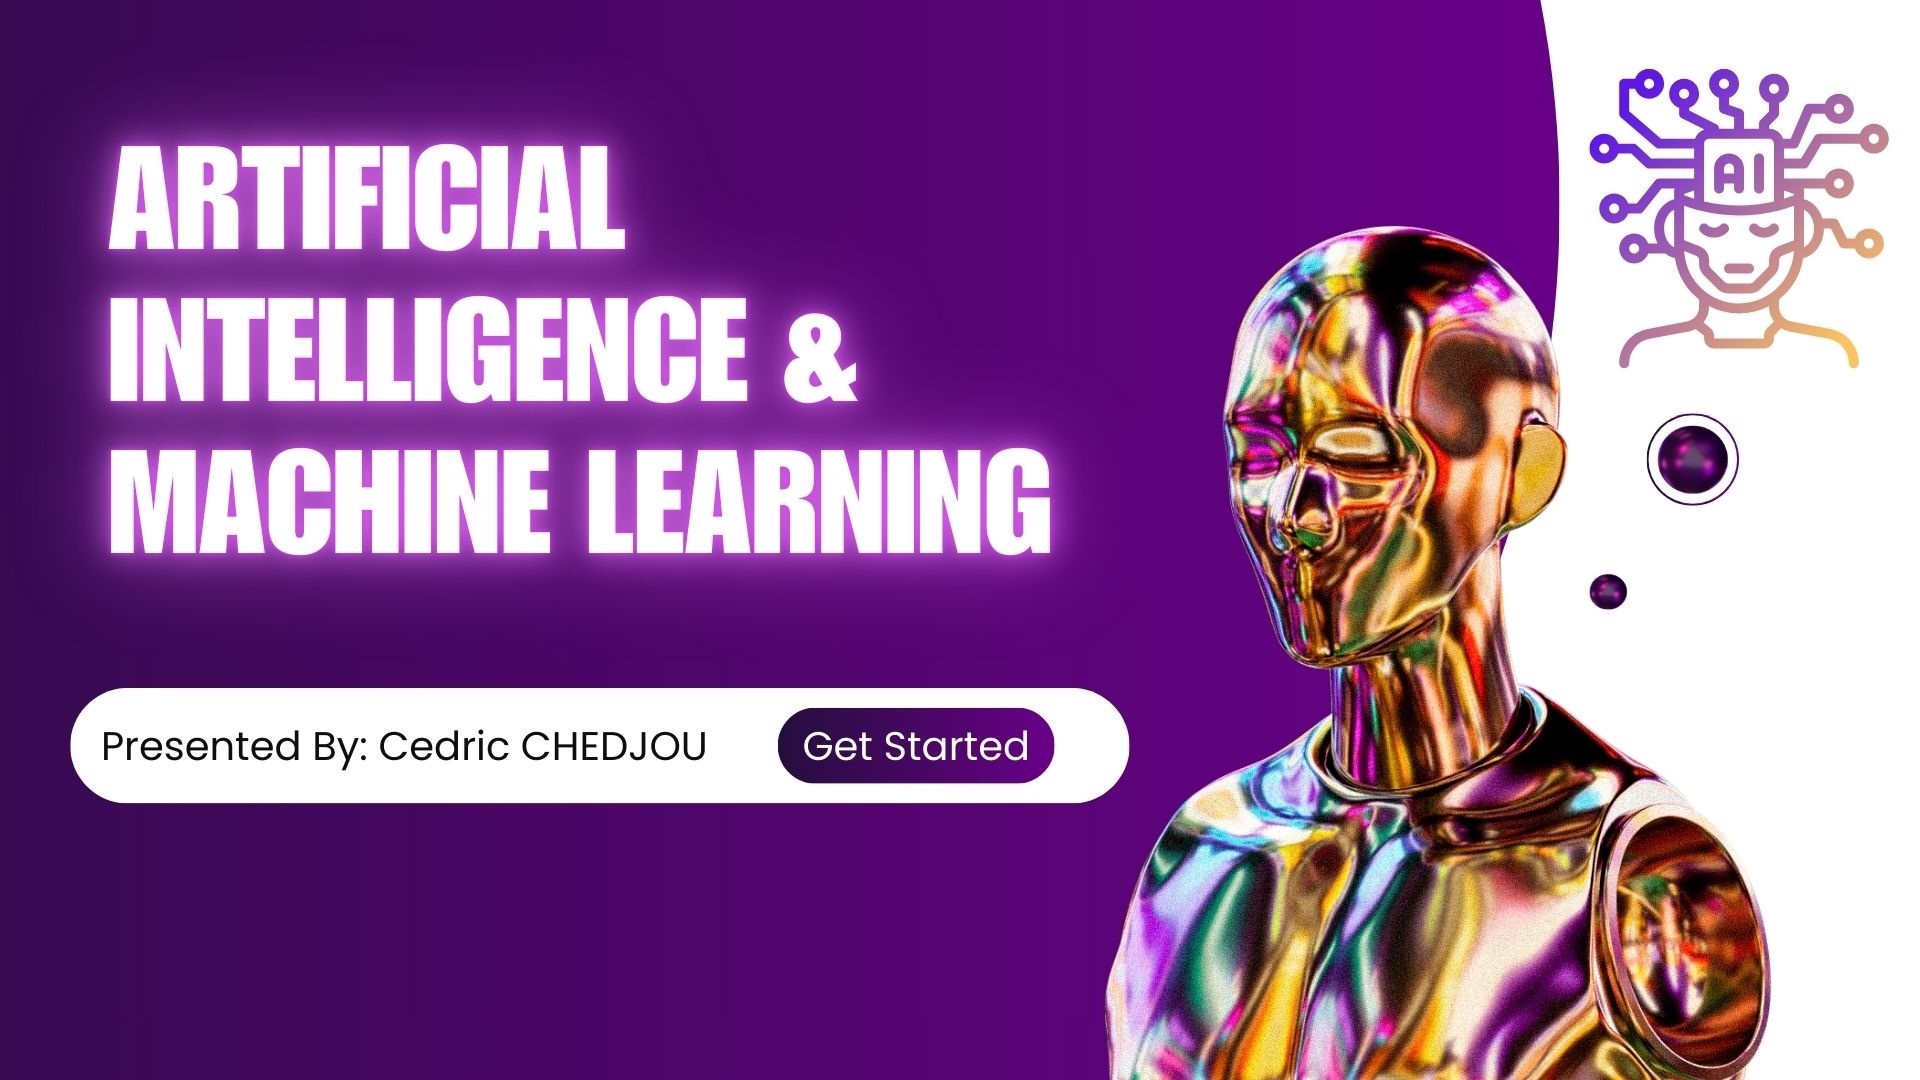 ARTIFICIAL
INTELLIGENCE &
MACHINE LEARNING
Presented By: Cedric CHEDJOU
Get Started
AI